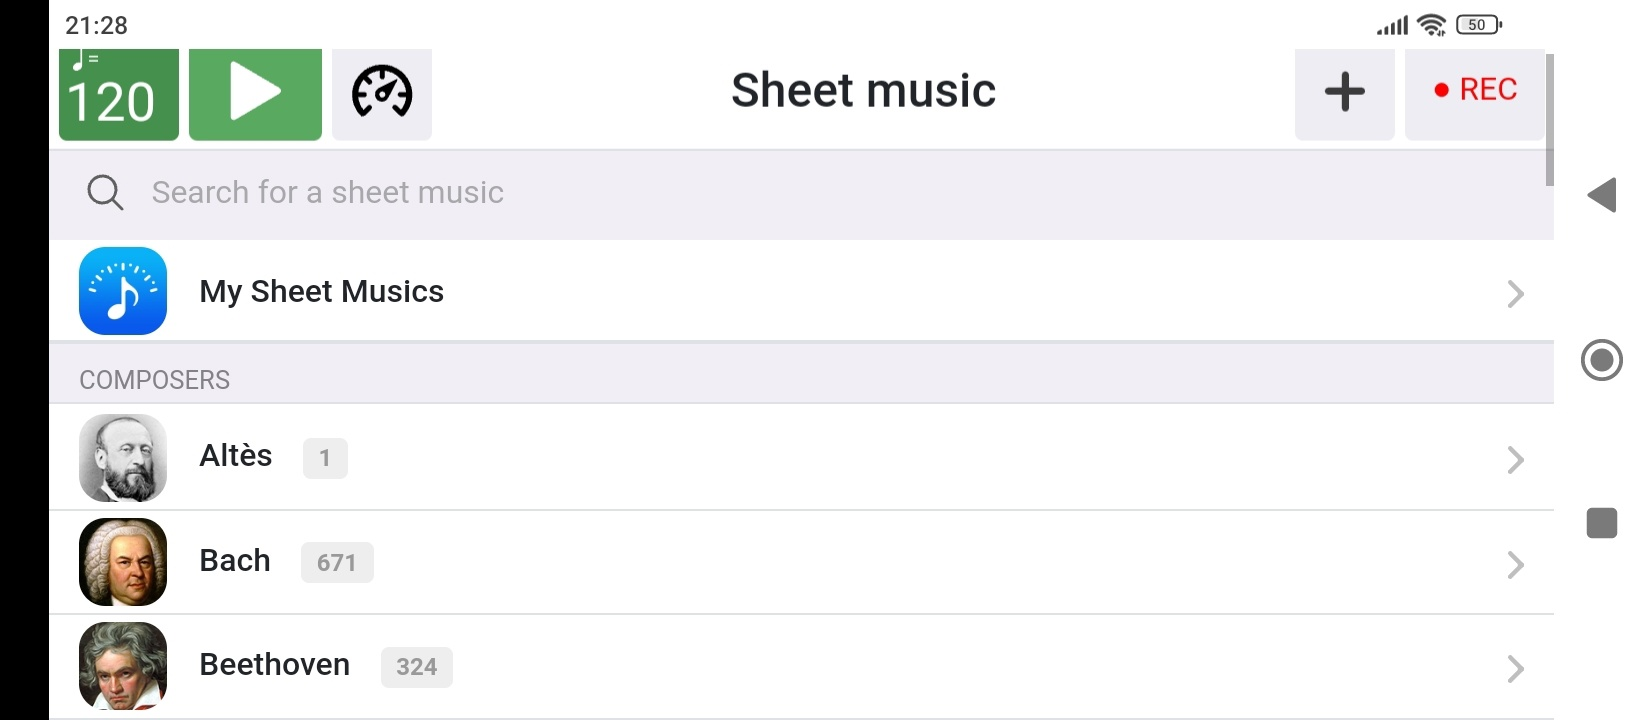 21:28
50
♩=
120
Sheet music
REC
Search for a sheet music
My Sheet Musics
COMPOSERS
Altès 1
Bach 671
Beethoven 324